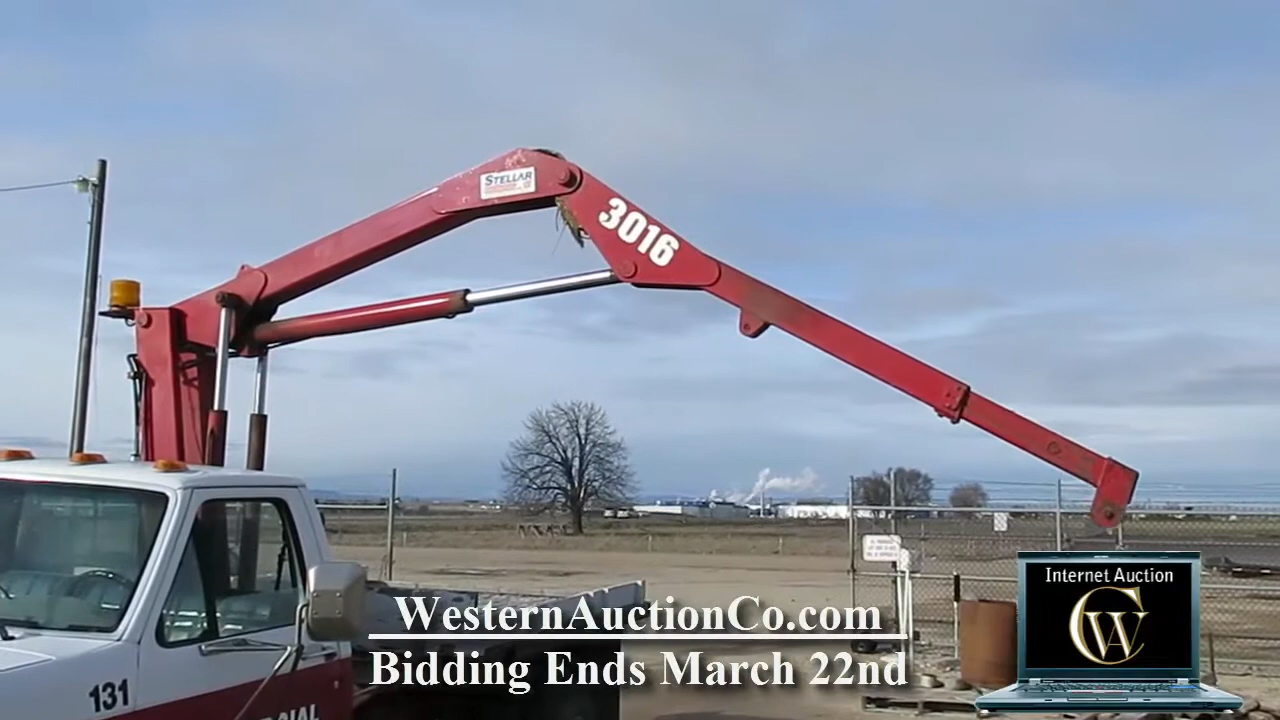 STELLAR
3016
131
WesternAuctionCo.com
Bidding Ends March 22nd
Internet Auction
CW